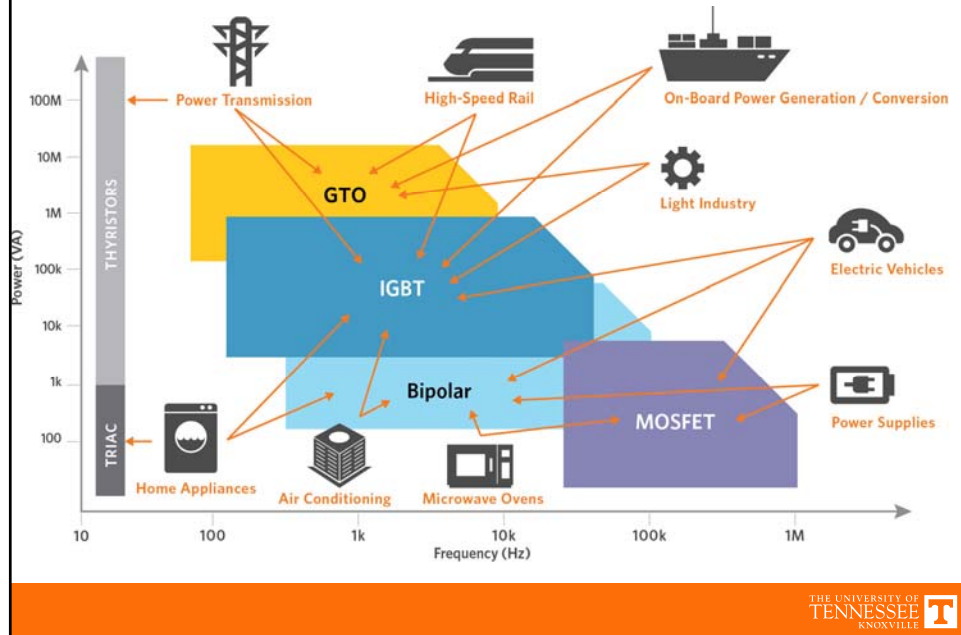 Power Transmission
High-Speed Rail
On-Board Power Generation / Conversion
Light Industry
Electric Vehicles
Power Supplies
Home Appliances
Air Conditioning
Microwave Ovens
GTO
IGBT
Bipolar
MOSFET
THYRISTORS
TRIAC
Power (VA)
100M
10M
1M
100k
10k
1k
100
10
100
1k
10k
100k
1M
Frequency (Hz)
THE UNIVERSITY OF
TENNESSEE
KNOXVILLE
T